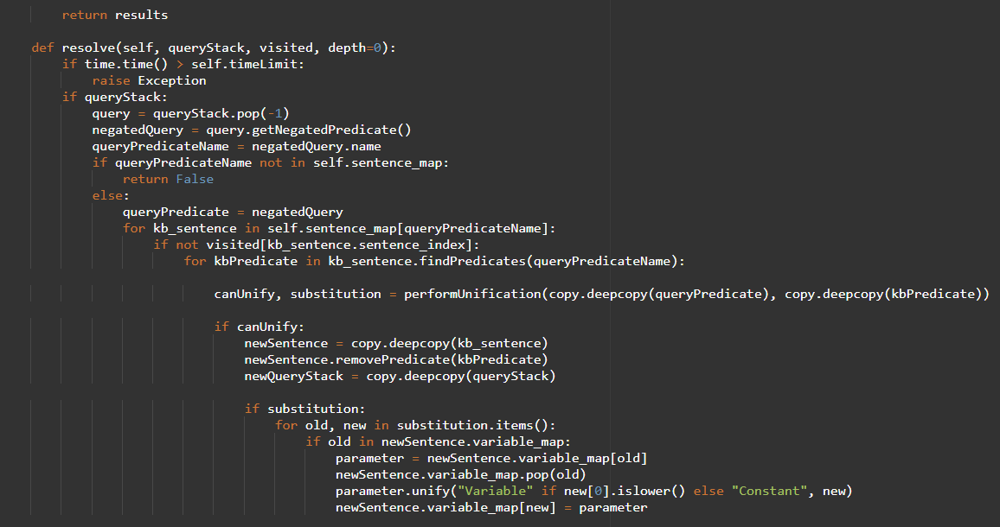 return results
def resolve(self, queryStack, visited, depth=0):
if time.time() > self.timeLimit:
raise Exception
if queryStack:
query = queryStack.pop(-1)
negatedQuery = query.getNegatedPredicate()
queryPredicateName = negatedQuery.name
if queryPredicateName not in self.sentence_map:
return False
else:
queryPredicate = negatedQuery
for kb_sentence in self.sentence_map[queryPredicateName]:
if not visited[kb_sentence.sentence_index]:
for kbPredicate in kb_sentence.findPredicates(queryPredicateName):
canUnify, substitution = performUnification(copy.deepcopy(queryPredicate), copy.deepcopy(kbPredicate))
if canUnify:
newSentence = copy.deepcopy(kb_sentence)
newSentence.removePredicate(kbPredicate)
newQueryStack = copy.deepcopy(queryStack)
if substitution:
for old, new in substitution.items():
if old in newSentence.variable_map:
parameter = newSentence.variable_map[old]
newSentence.variable_map.pop(old)
parameter.unify("Variable" if new[0].islower() else "Constant", new)
newSentence.variable_map[new] = parameter